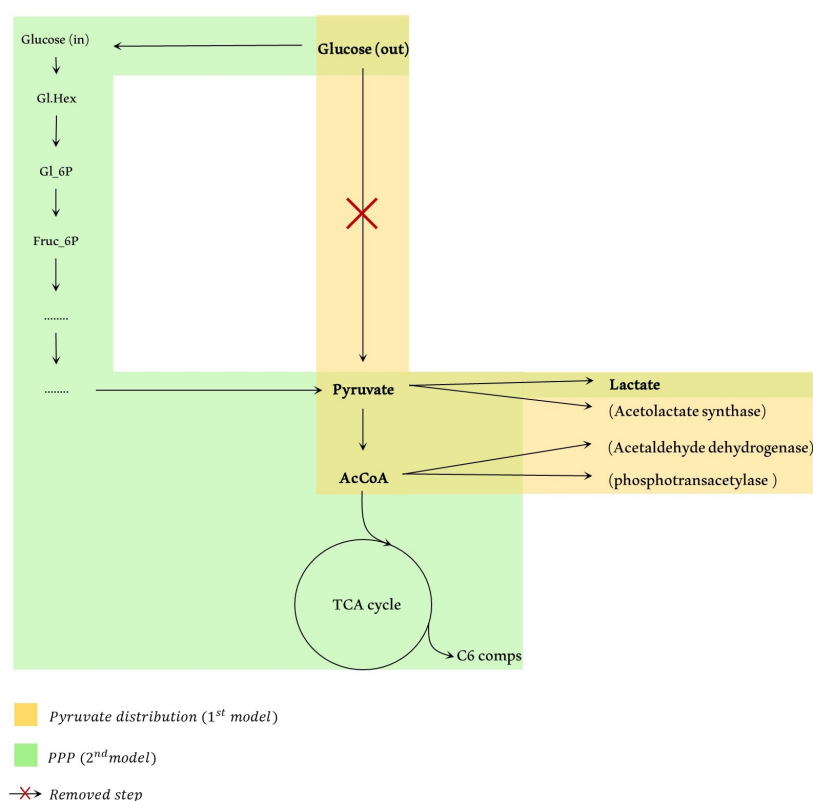 Glucose (in)
Glucose (out)
Gl.Hex
Gl_6P
Fruc_6P
........
........
Pyruvate
Lactate
(Acetolactate synthase)
(Acetaldehyde dehydrogenase)
AcCoA
(phosphotransacetylase )
TCA cycle
C6 comps
Pyruvate distribution (1st model)
PPP (2nd model)
Removed step